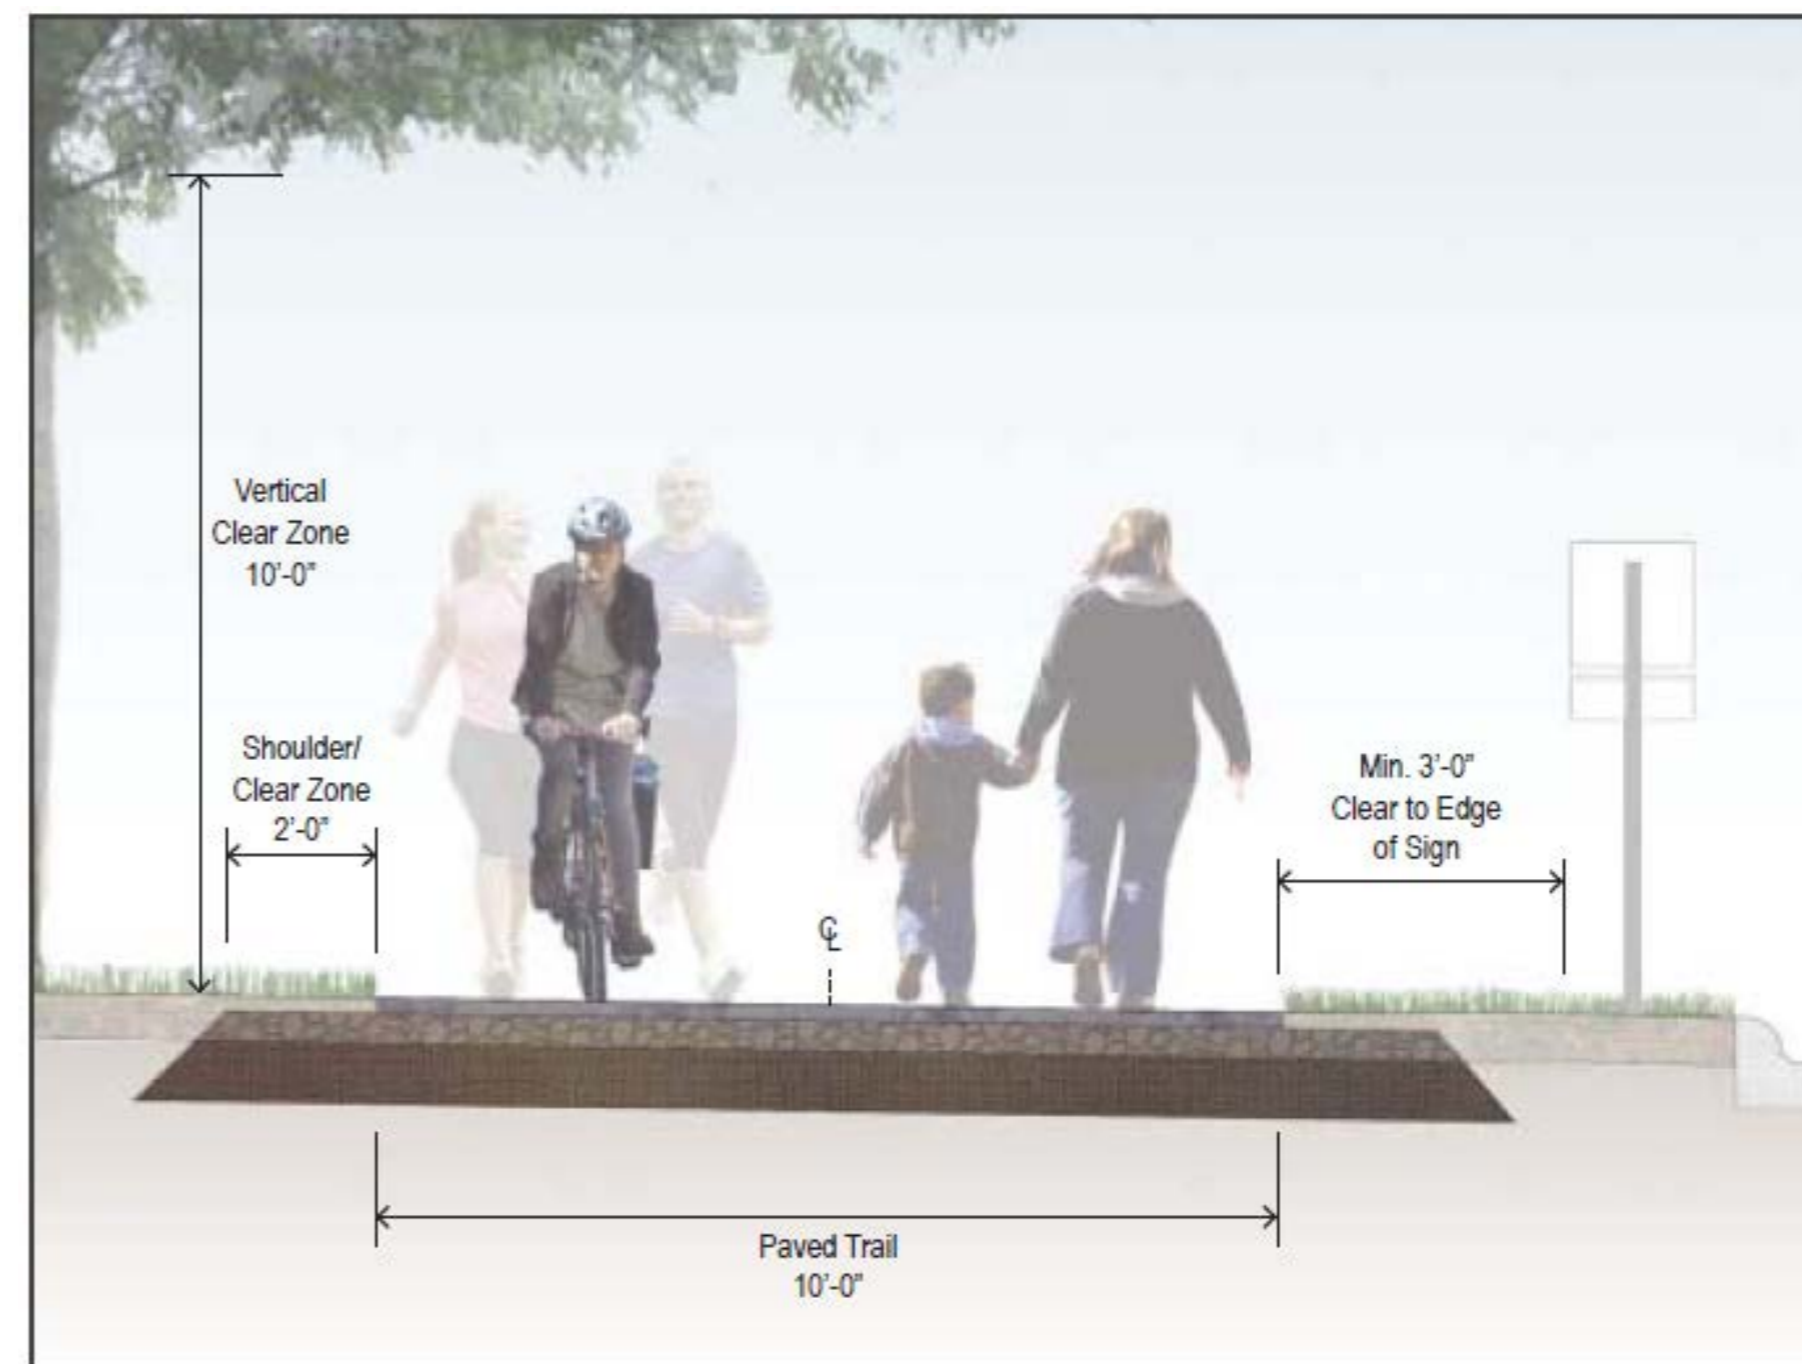 Vertical
Clear Zone
10'-0"
Shoulder/
Clear Zone
2'-0"
Min. 3'-0"
Clear to Edge
of Sign
℄
Paved Trail
10'-0"